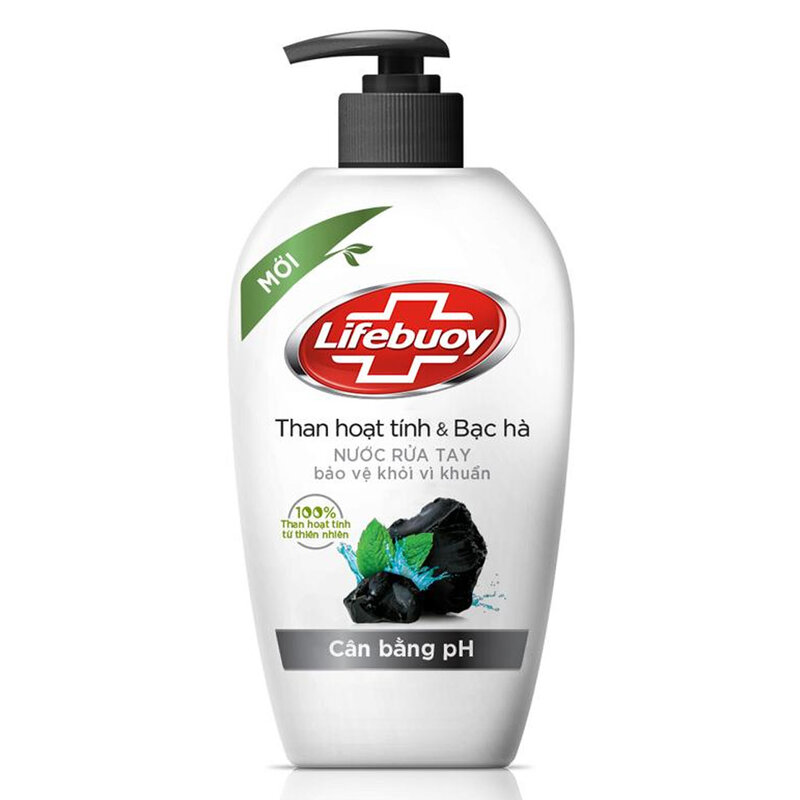 MỚI
Lifebuoy
Than hoạt tính & Bạc hà
NƯỚC RỬA TAY
bảo vệ khỏi vi khuẩn
100%
Than hoạt tính
từ thiên nhiên
Cân bằng pH